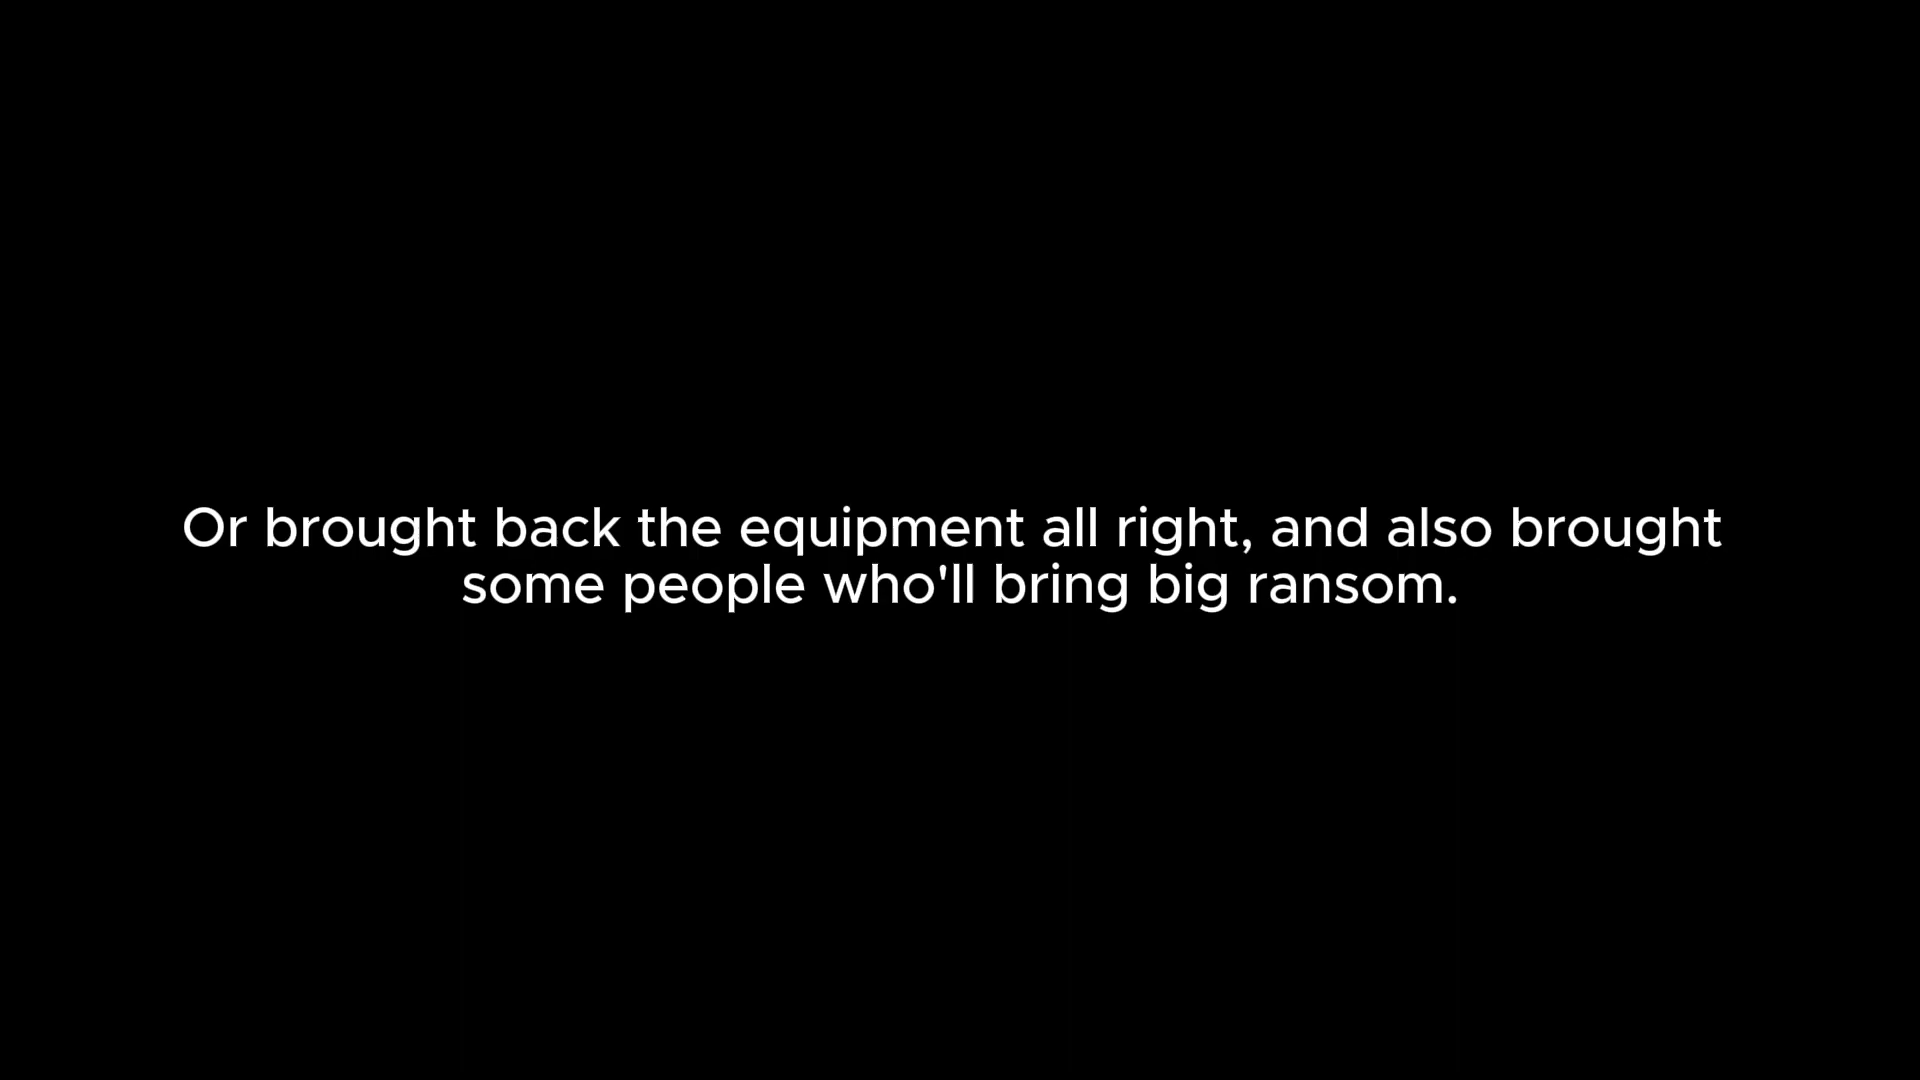 Or brought back the equipment all right, and also brought
some people who'll bring big ransom.